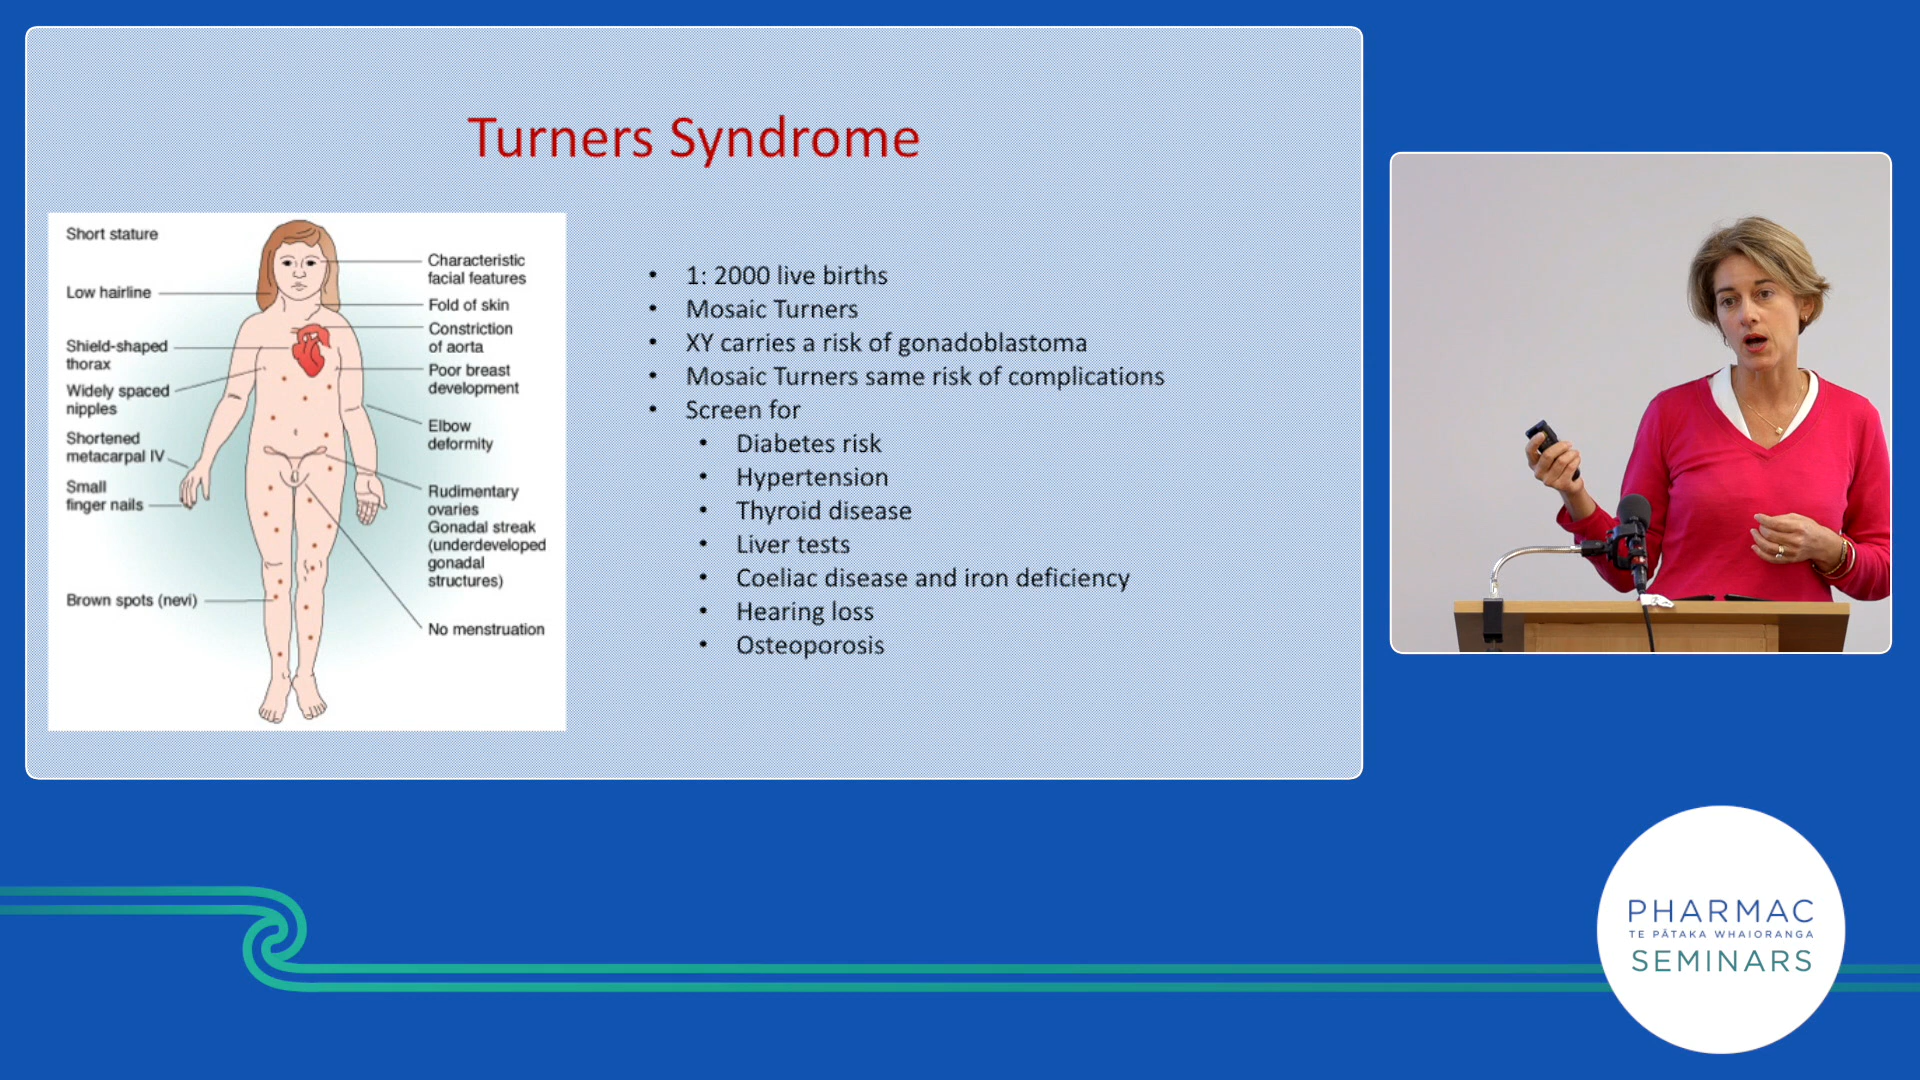 Turners Syndrome
Short stature
Low hairline
Shield-shaped
thorax
Widely spaced
nipples
Shortened
metacarpal IV
Small
finger nails
Brown spots (nevi)
Characteristic
facial features
Fold of skin
Constriction
of aorta
Poor breast
development
Elbow
deformity
Rudimentary
ovaries
Gonadal streak
(underdeveloped
gonadal
structures)
No menstruation
• 1: 2000 live births
• Mosaic Turners
• XY carries a risk of gonadoblastoma
• Mosaic Turners same risk of complications
• Screen for
• Diabetes risk
• Hypertension
• Thyroid disease
• Liver tests
• Coeliac disease and iron deficiency
• Hearing loss
• Osteoporosis
PHARMAC
TE PĀTAKA WHAIORANGA
SEMINARS